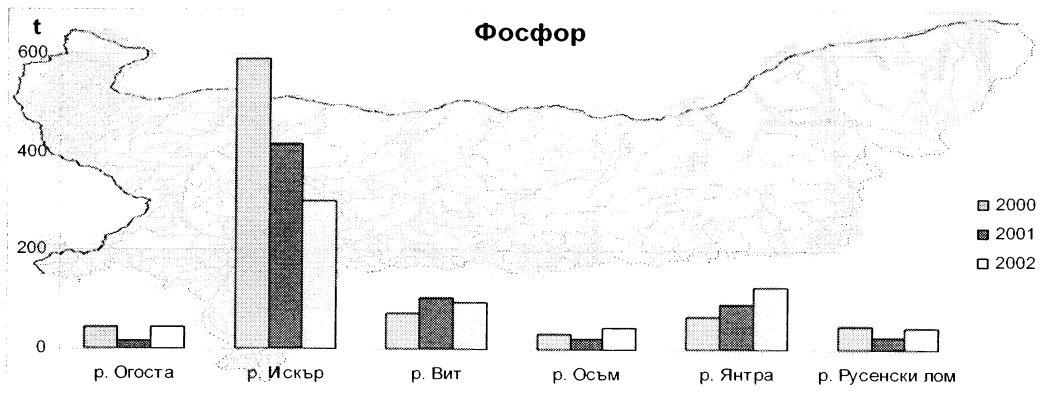 t
Фосфор
600
400
200
0
2000
2001
2002
р. Огоста
р. Искър
р. Вит
р. Осъм
р. Янтра
р. Русенски лом